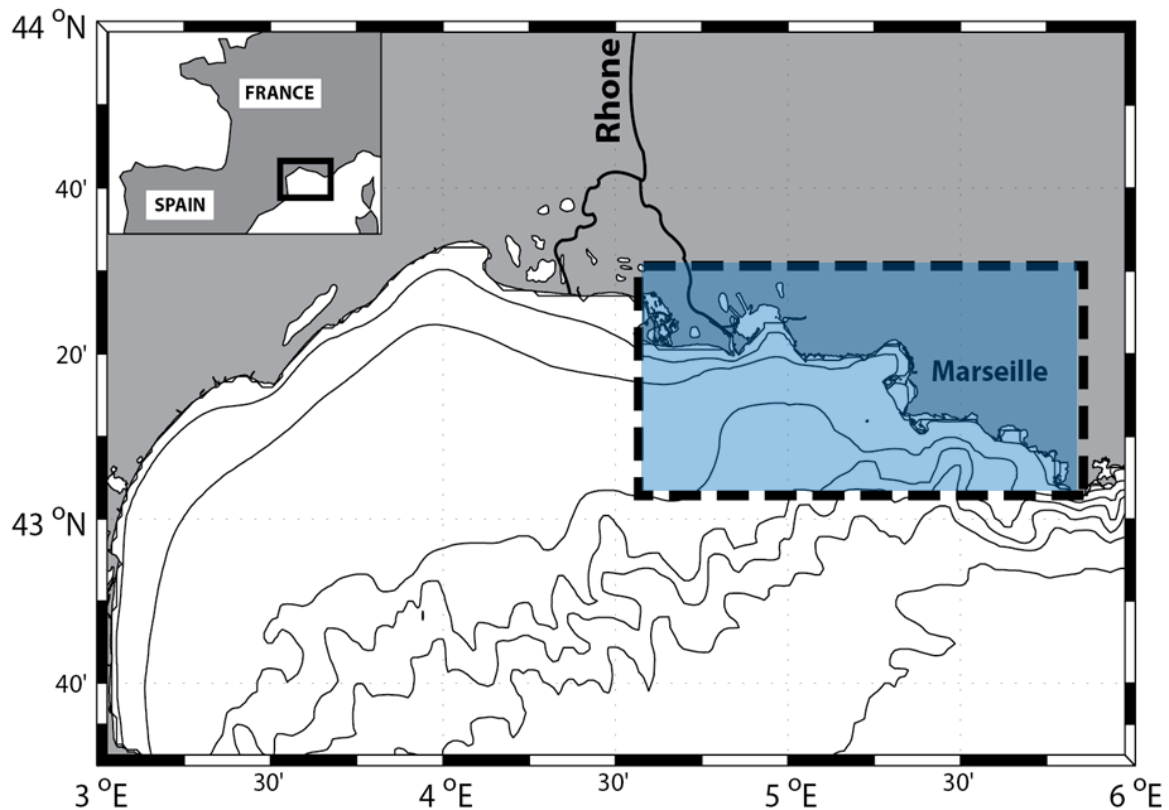 44 °N
FRANCE
SPAIN
Rhone
40'
20'
Marseille
43 °N
40'
3 °E
30'
4 °E
30'
5 °E
30'
6 °E